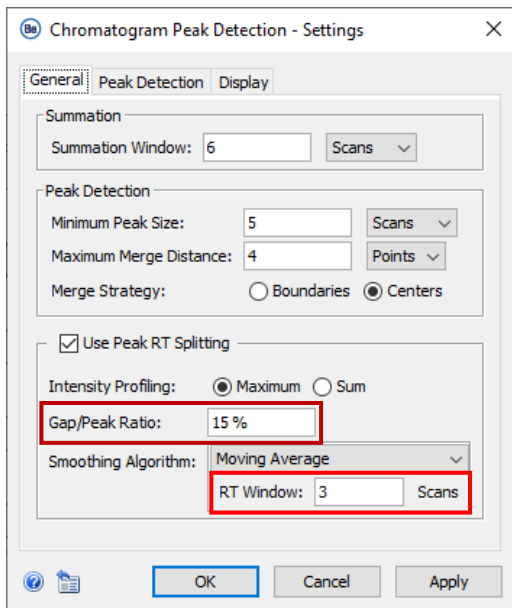 Be Chromatogram Peak Detection - Settings
General Peak Detection Display
Summation
Summation Window: 6 Scans
Peak Detection
Minimum Peak Size: 5 Scans
Maximum Merge Distance: 4 Points
Merge Strategy: Boundaries Centers
Use Peak RT Splitting
Intensity Profiling: Maximum Sum
Gap/Peak Ratio: 15 %
Smoothing Algorithm: Moving Average
RT Window: 3 Scans
? OK Cancel Apply